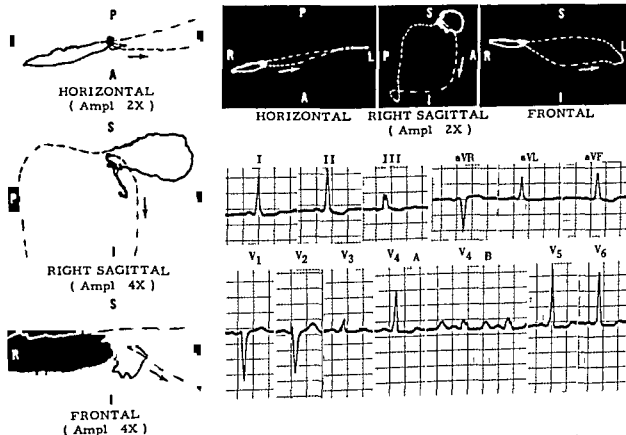 P
A
HORIZONTAL
( Ampl 2X )
S
P
I
RIGHT SAGITTAL
( Ampl 4X )
S
R
I
FRONTAL
( Ampl 4X )
P
R L
A
HORIZONTAL
S
P A
I
RIGHT SAGITTAL
( Ampl 2X )
S
R L
I
FRONTAL
I II III aVR aVL aVF
V1 V2 V3 V4 A V4 B V5 V6